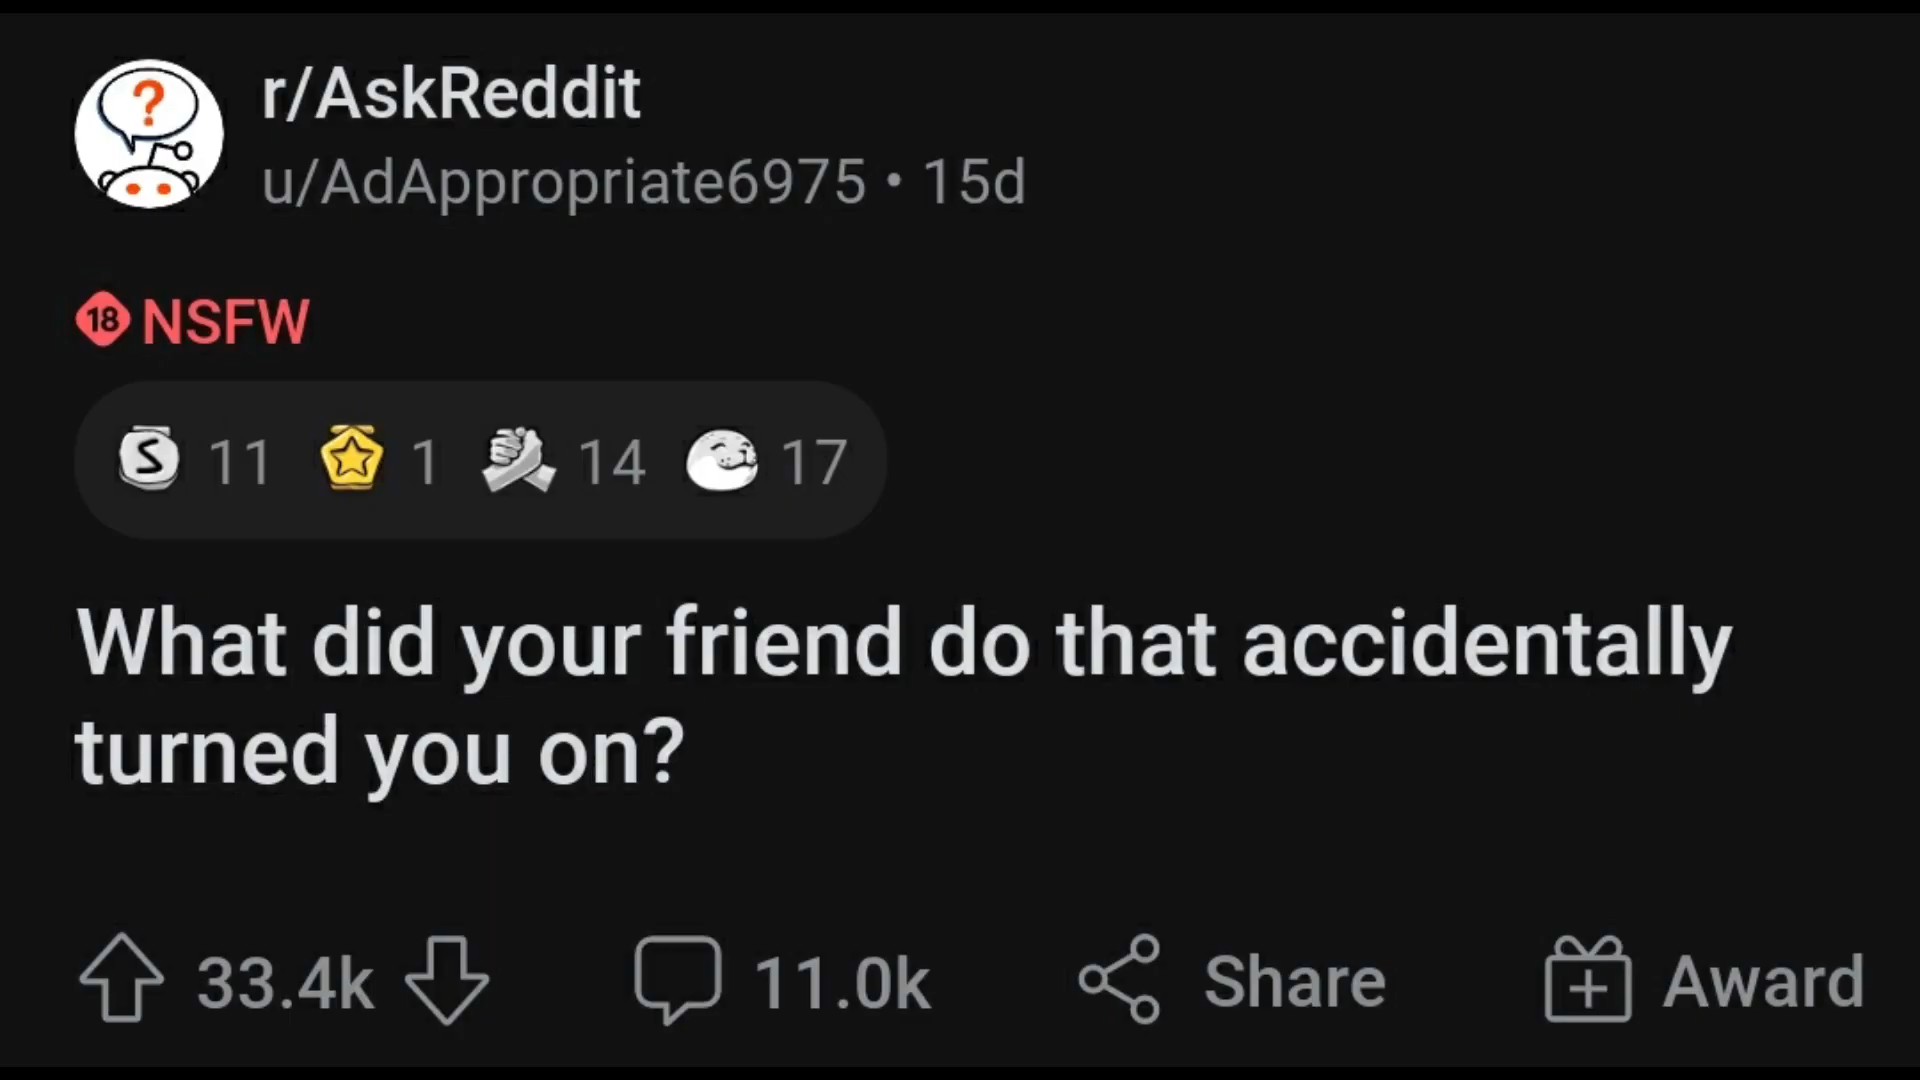 ?
r/AskReddit
u/AdAppropriate6975 • 15d
18 NSFW
S 11 1 14 17
What did your friend do that accidentally
turned you on?
33.4k 11.0k Share Award